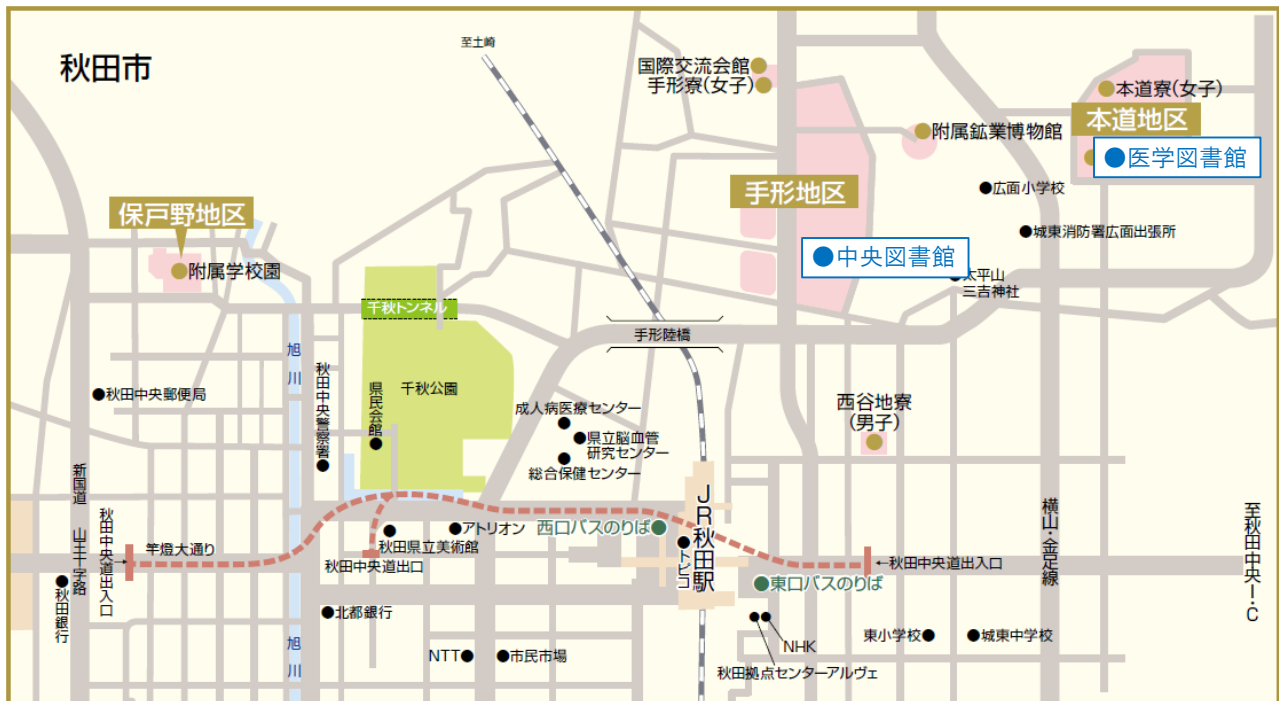 秋田市
至土崎
国際交流会館●
手形寮(女子)●
●本道寮(女子)
本道地区
●医学図書館
●附属鉱業博物館
●広面小学校
●城東消防署広面出張所
手形地区
●中央図書館
●太平山
三吉神社
保戸野地区
●附属学校園
千秋トンネル
手形陸橋
旭川
秋田中央警察署●
県民会館●
千秋公園
●秋田中央郵便局
成人病医療センター
●県立脳血管
研究センター
総合保健センター
西谷地寮
(男子)
新国道
山王十字路
秋田中央道出入口→
竿燈大通り
●秋田銀行
●アトリオン
秋田県立美術館
秋田中央道出口
西口バスのりば●
JR秋田駅
●トピコ
←秋田中央道出入口
●東口バスのりば
横山・金足線
至秋田中央I・C
●北都銀行
旭川
NTT●
●市民市場
NHK
秋田拠点センターアルヴェ
東小学校●
●城東中学校